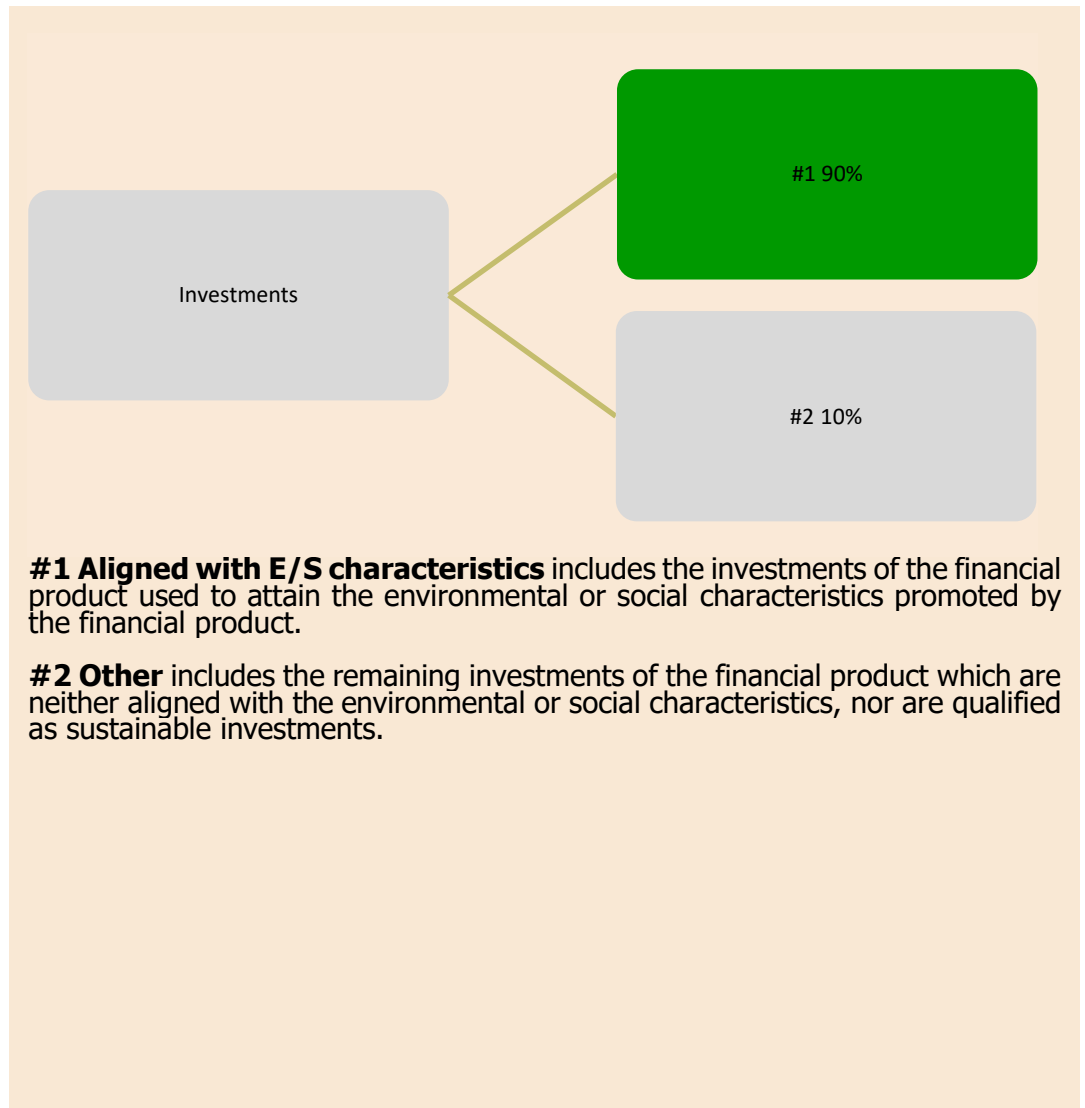 #1 90%
Investments
#2 10%
#1 Aligned with E/S characteristics includes the investments of the financial
product used to attain the environmental or social characteristics promoted by
the financial product.
#2 Other includes the remaining investments of the financial product which are
neither aligned with the environmental or social characteristics, nor are qualified
as sustainable investments.